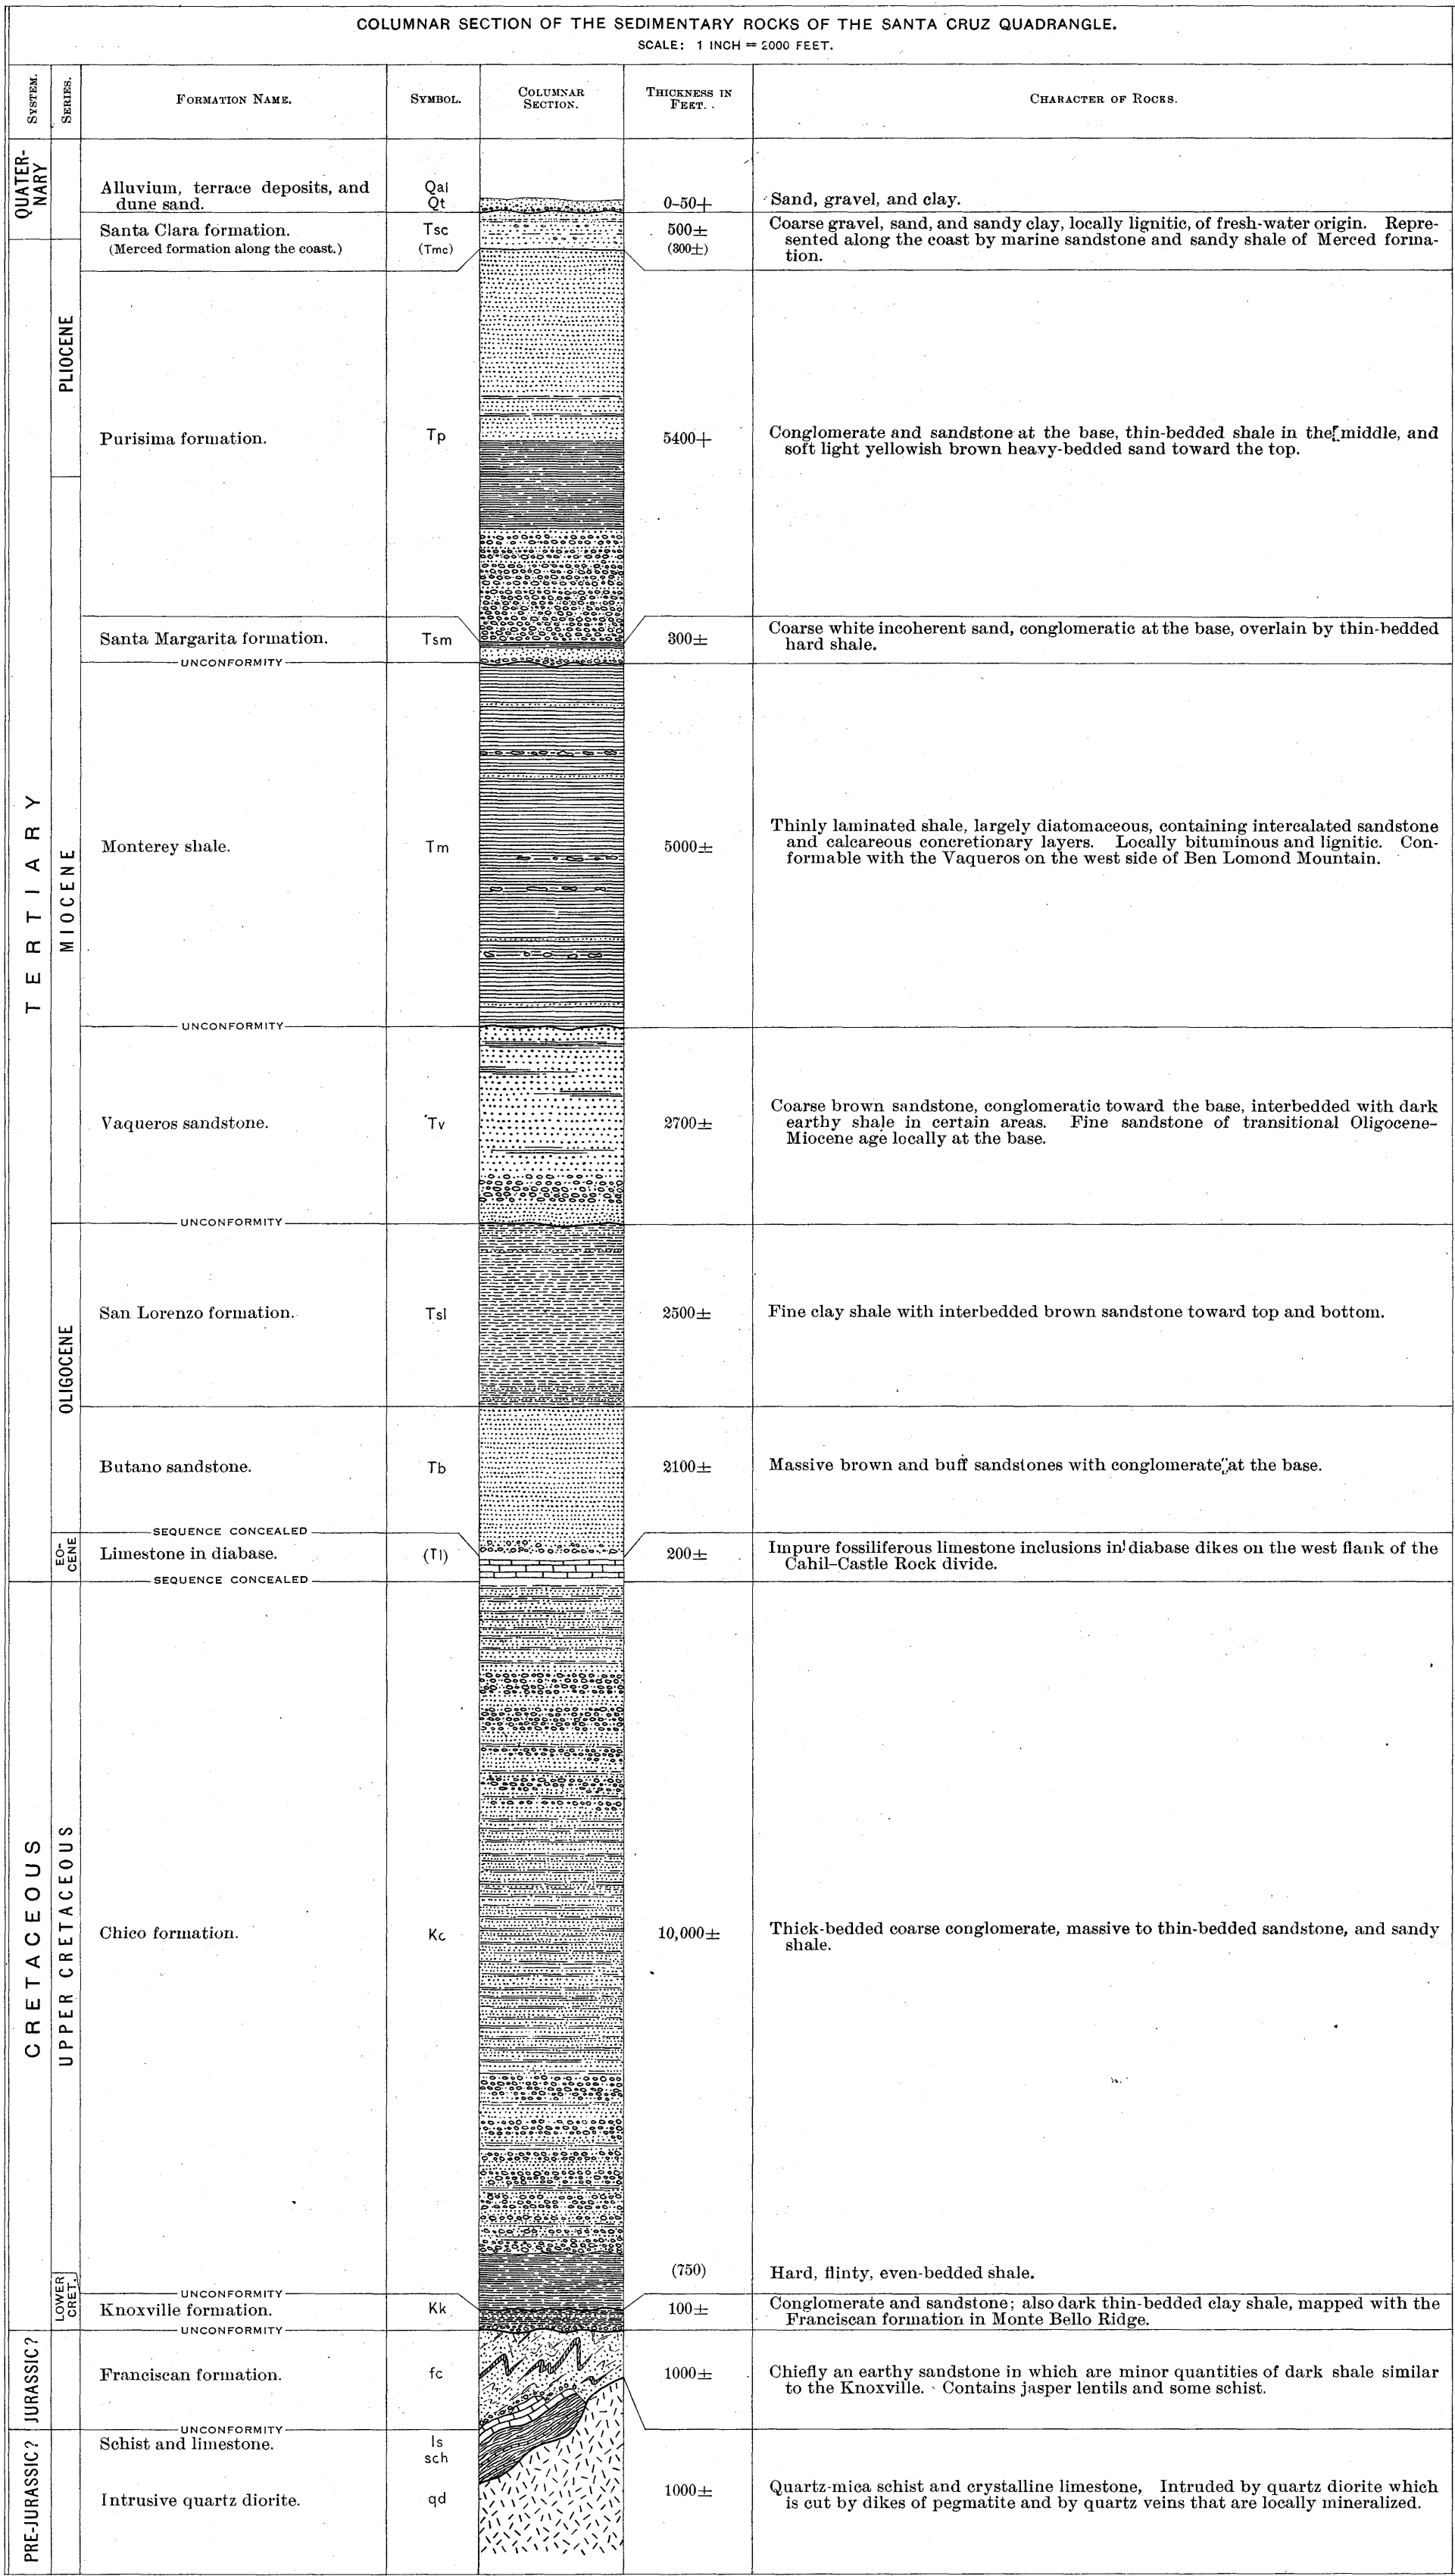 COLUMNAR SECTION OF THE SEDIMENTARY ROCKS OF THE SANTA CRUZ QUADRANGLE.
SCALE: 1 INCH = 2000 FEET.
SYSTEM.
SERIES.
FORMATION NAME.
SYMBOL.
COLUMNAR
SECTION.
THICKNESS IN
FEET.
CHARACTER OF ROCKS.
QUATER-
NARY
Alluvium, terrace deposits, and
dune sand.
Qal
Qt
0-50+
Sand, gravel, and clay.
TERTIARY
PLIOCENE
Santa Clara formation.
(Merced formation along the coast.)
Tsc
(Tmc)
500±
(300±)
Coarse gravel, sand, and sandy clay, locally lignitic, of fresh-water origin. Repre-
sented along the coast by marine sandstone and sandy shale of Merced forma-
tion.
Purisima formation.
Tp
5400+
Conglomerate and sandstone at the base, thin-bedded shale in the middle, and
soft light yellowish brown heavy-bedded sand toward the top.
MIOCENE
Santa Margarita formation.
Tsm
300±
Coarse white incoherent sand, conglomeratic at the base, overlain by thin-bedded
hard shale.
UNCONFORMITY
Monterey shale.
Tm
5000±
Thinly laminated shale, largely diatomaceous, containing intercalated sandstone
and calcareous concretionary layers. Locally bituminous and lignitic. Con-
formable with the Vaqueros on the west side of Ben Lomond Mountain.
UNCONFORMITY
Vaqueros sandstone.
Tv
2700±
Coarse brown sandstone, conglomeratic toward the base, interbedded with dark
earthy shale in certain areas. Fine sandstone of transitional Oligocene-
Miocene age locally at the base.
UNCONFORMITY
OLIGOCENE
San Lorenzo formation.
Tsl
2500±
Fine clay shale with interbedded brown sandstone toward top and bottom.
Butano sandstone.
Tb
2100±
Massive brown and buff sandstones with conglomerate at the base.
SEQUENCE CONCEALED
EO-
CENE
Limestone in diabase.
(Tl)
200±
Impure fossiliferous limestone inclusions in diabase dikes on the west flank of the
Cahil-Castle Rock divide.
SEQUENCE CONCEALED
CRETACEOUS
UPPER CRETACEOUS
Chico formation.
Kc
10,000±
Thick-bedded coarse conglomerate, massive to thin-bedded sandstone, and sandy
shale.
(750)
Hard, flinty, even-bedded shale.
UNCONFORMITY
LOWER
CRET.
Knoxville formation.
Kk
100±
Conglomerate and sandstone; also dark thin-bedded clay shale, mapped with the
Franciscan formation in Monte Bello Ridge.
UNCONFORMITY
JURASSIC?
Franciscan formation.
fc
1000±
Chiefly an earthy sandstone in which are minor quantities of dark shale similar
to the Knoxville. Contains jasper lentils and some schist.
UNCONFORMITY
PRE-JURASSIC?
Schist and limestone.
ls
sch
Intrusive quartz diorite.
qd
1000±
Quartz-mica schist and crystalline limestone, Intruded by quartz diorite which
is cut by dikes of pegmatite and by quartz veins that are locally mineralized.